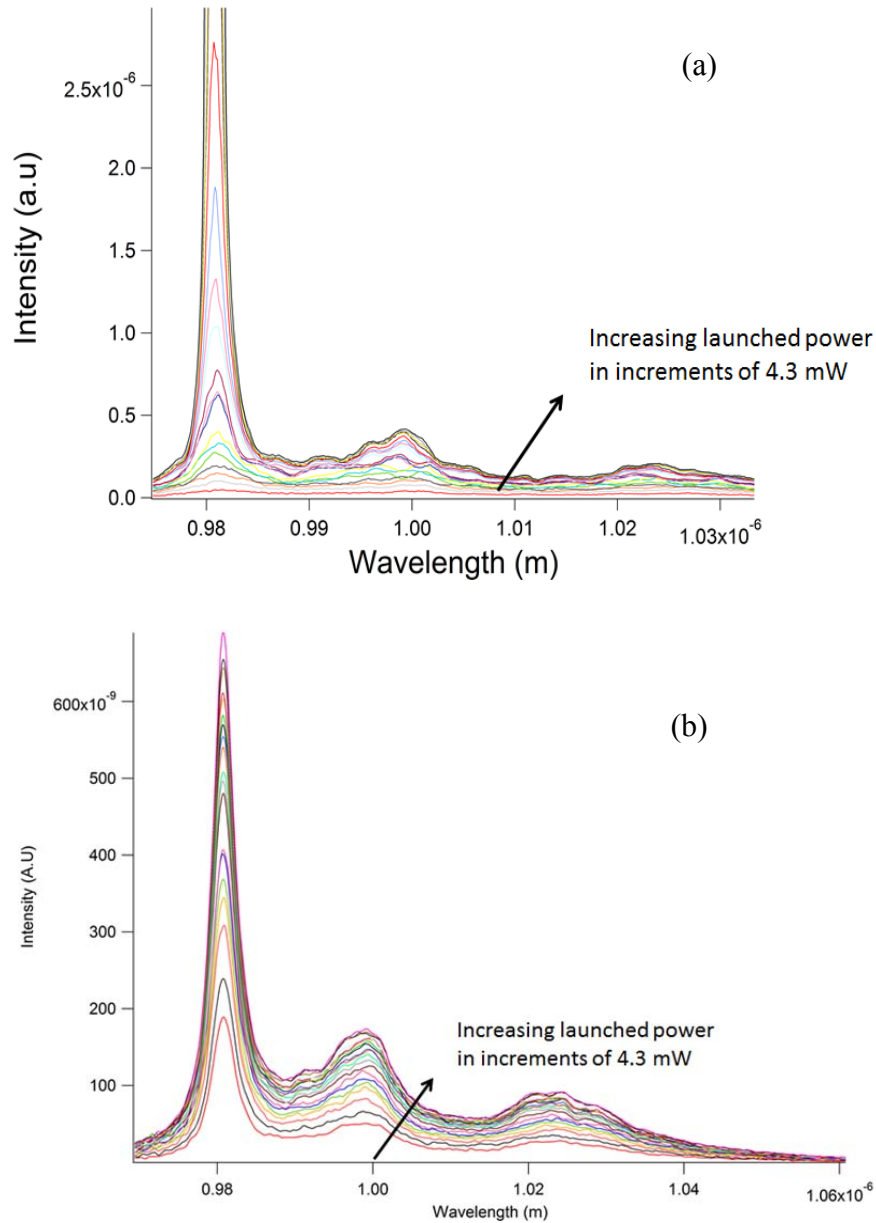 (a)
2.5x10⁻⁶
2.0
1.5
1.0
0.5
0.0
Intensity (a.u)
Increasing launched power
in increments of 4.3 mW
0.98
0.99
1.00
1.01
1.02
1.03x10⁻⁶
Wavelength (m)
(b)
600x10⁻⁹
500
400
300
200
100
Intensity (A.U)
Increasing launched power
in increments of 4.3 mW
0.98
1.00
1.02
1.04
1.06x10⁻⁶
Wavelength (m)